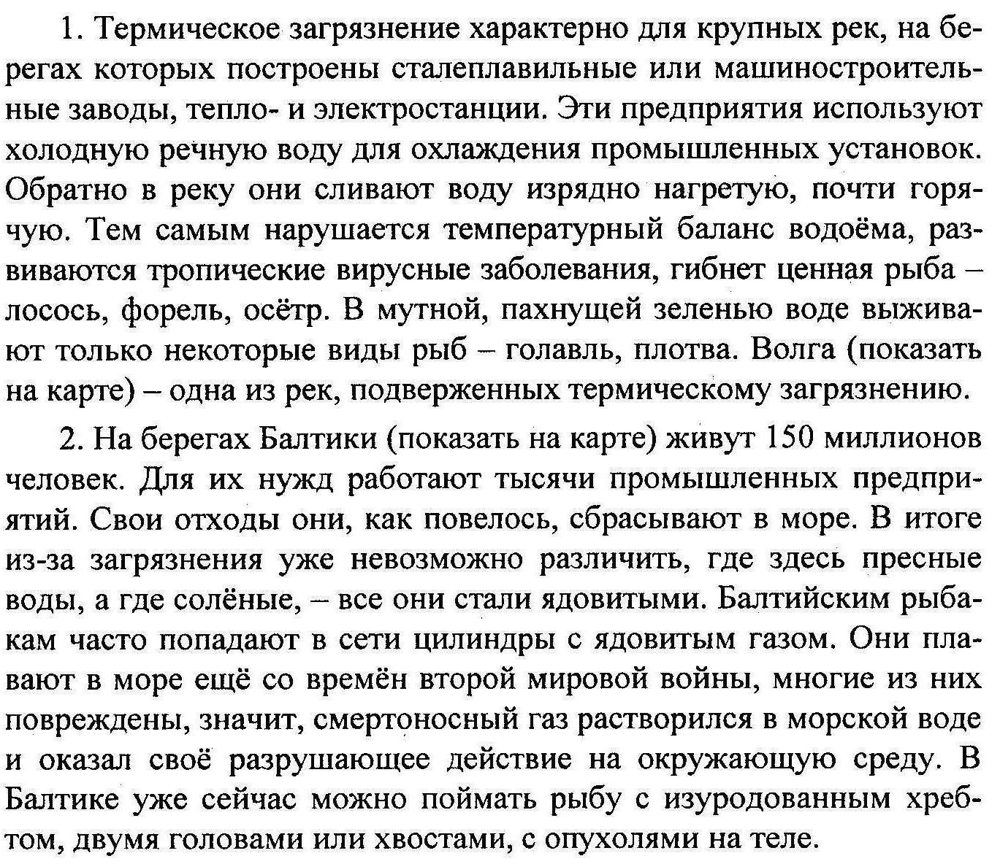 1. Термическое загрязнение характерно для крупных рек, на бе-
регах которых построены сталеплавильные или машиностроитель-
ные заводы, тепло- и электростанции. Эти предприятия используют
холодную речную воду для охлаждения промышленных установок.
Обратно в реку они сливают воду изрядно нагретую, почти горя-
чую. Тем самым нарушается температурный баланс водоёма, раз-
виваются тропические вирусные заболевания, гибнет ценная рыба –
лосось, форель, осётр. В мутной, пахнущей зеленью воде выжива-
ют только некоторые виды рыб – голавль, плотва. Волга (показать
на карте) – одна из рек, подверженных термическому загрязнению.
2. На берегах Балтики (показать на карте) живут 150 миллионов
человек. Для их нужд работают тысячи промышленных предпри-
ятий. Свои отходы они, как повелось, сбрасывают в море. В итоге
из-за загрязнения уже невозможно различить, где здесь пресные
воды, а где солёные, – все они стали ядовитыми. Балтийским рыба-
кам часто попадают в сети цилиндры с ядовитым газом. Они пла-
вают в море ещё со времён второй мировой войны, многие из них
повреждены, значит, смертоносный газ растворился в морской воде
и оказал своё разрушающее действие на окружающую среду. В
Балтике уже сейчас можно поймать рыбу с изуродованным хреб-
том, двумя головами или хвостами, с опухолями на теле.